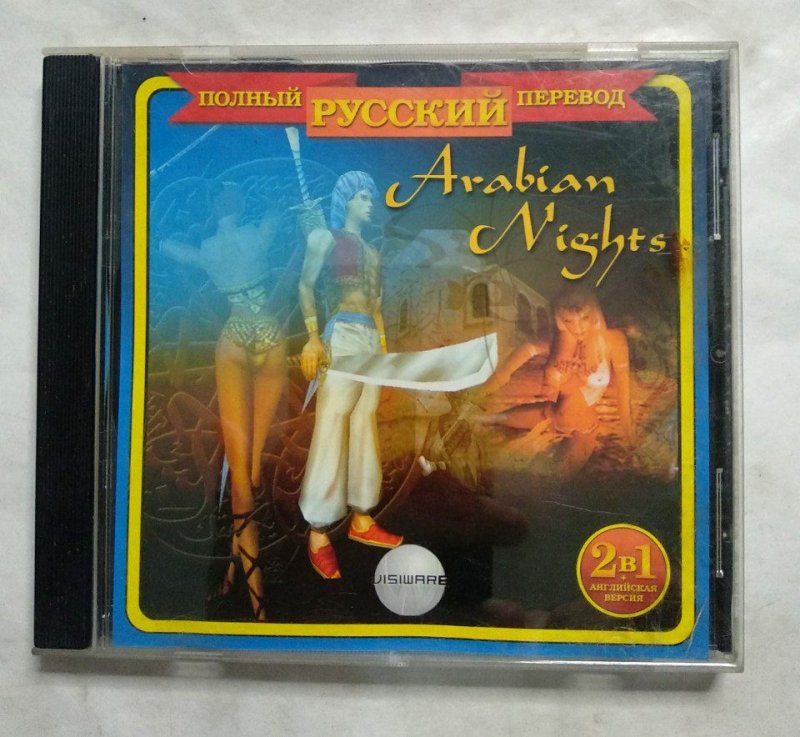 ПОЛНЫЙ РУССКИЙ ПЕРЕВОД
Arabian
Nights
VISIWARE
2в1
+
АНГЛИЙСКАЯ
ВЕРСИЯ